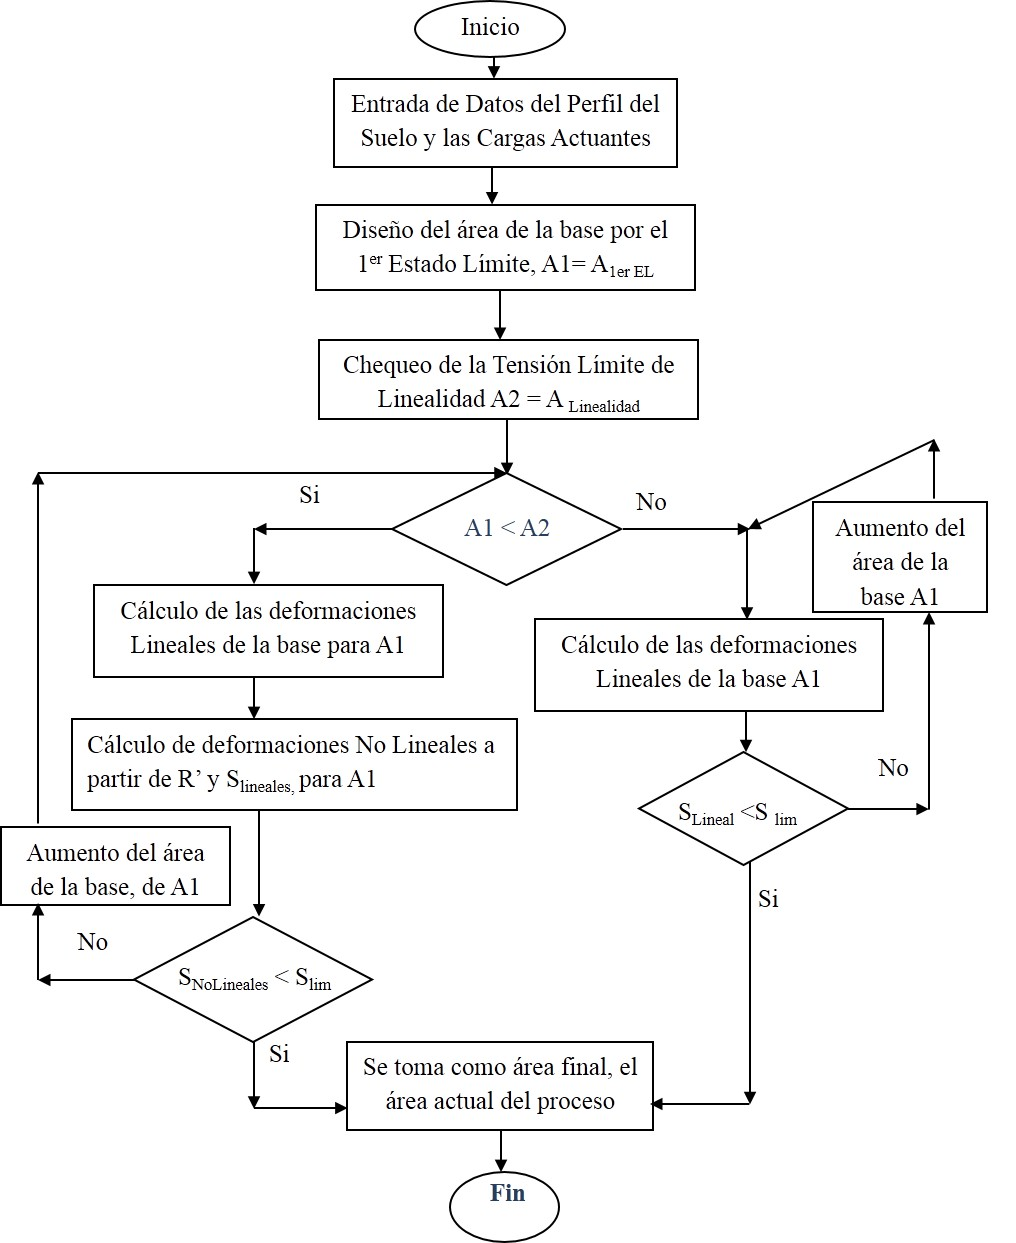 Inicio
Entrada de Datos del Perfil del
Suelo y las Cargas Actuantes
Diseño del área de la base por el
1er Estado Límite, A1= A1er EL
Chequeo de la Tensión Límite de
Linealidad A2 = A Linealidad
Si
No
A1 < A2
Aumento del
área de la
base A1
Cálculo de las deformaciones
Lineales de la base para A1
Cálculo de las deformaciones
Lineales de la base A1
Cálculo de deformaciones No Lineales a
partir de R’ y Slineales, para A1
No
SLineal <S lim
Aumento del área
de la base, de A1
Si
No
SNoLineales < Slim
Si
Se toma como área final, el
área actual del proceso
Fin